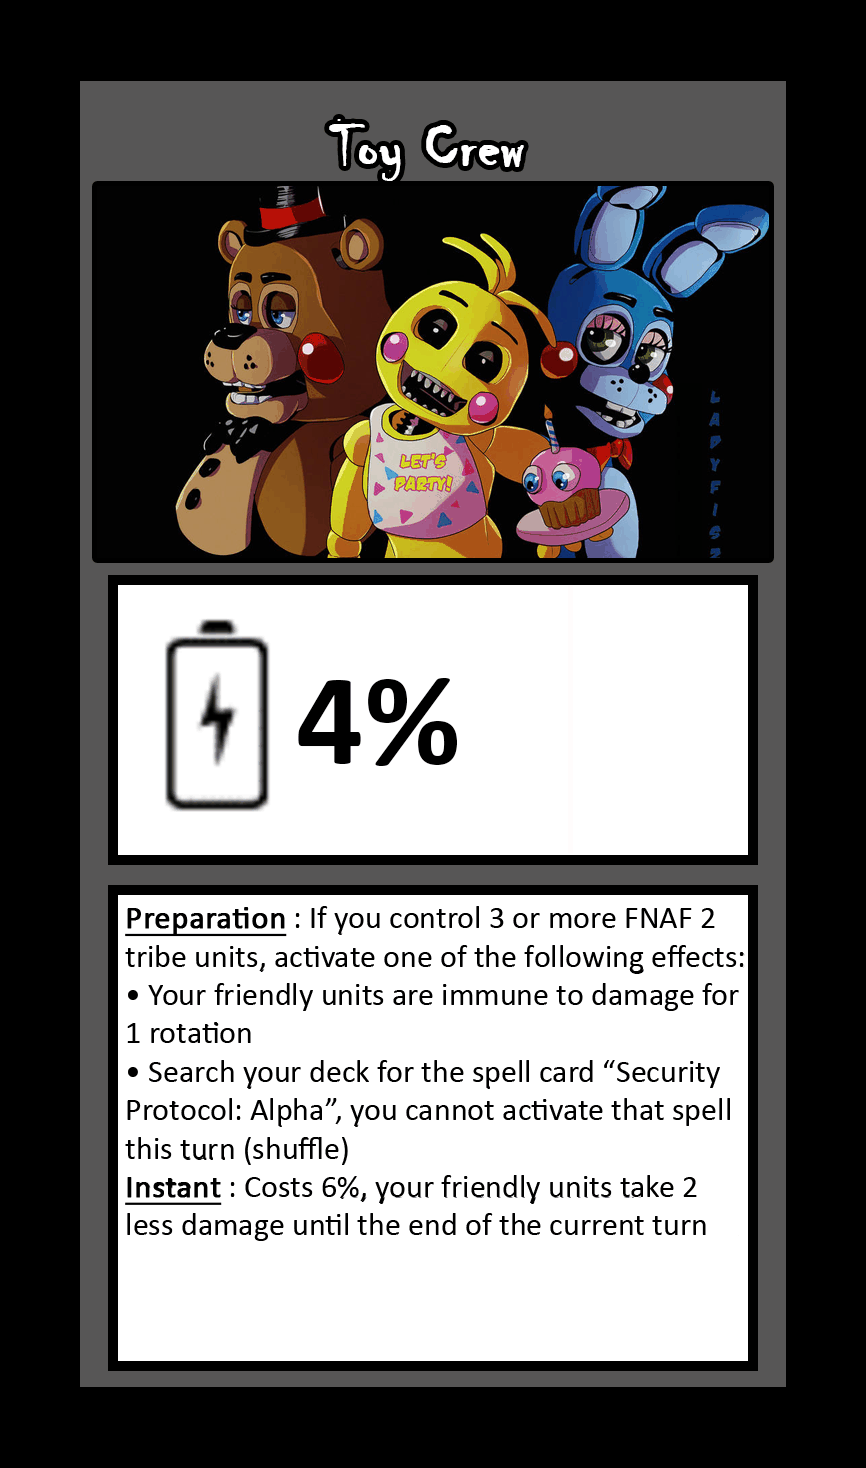 Toy Crew
LET'S
PARTY!
LADYFISZ
4%
Preparation : If you control 3 or more FNAF 2
tribe units, activate one of the following effects:
• Your friendly units are immune to damage for
1 rotation
• Search your deck for the spell card “Security
Protocol: Alpha”, you cannot activate that spell
this turn (shuffle)
Instant : Costs 6%, your friendly units take 2
less damage until the end of the current turn